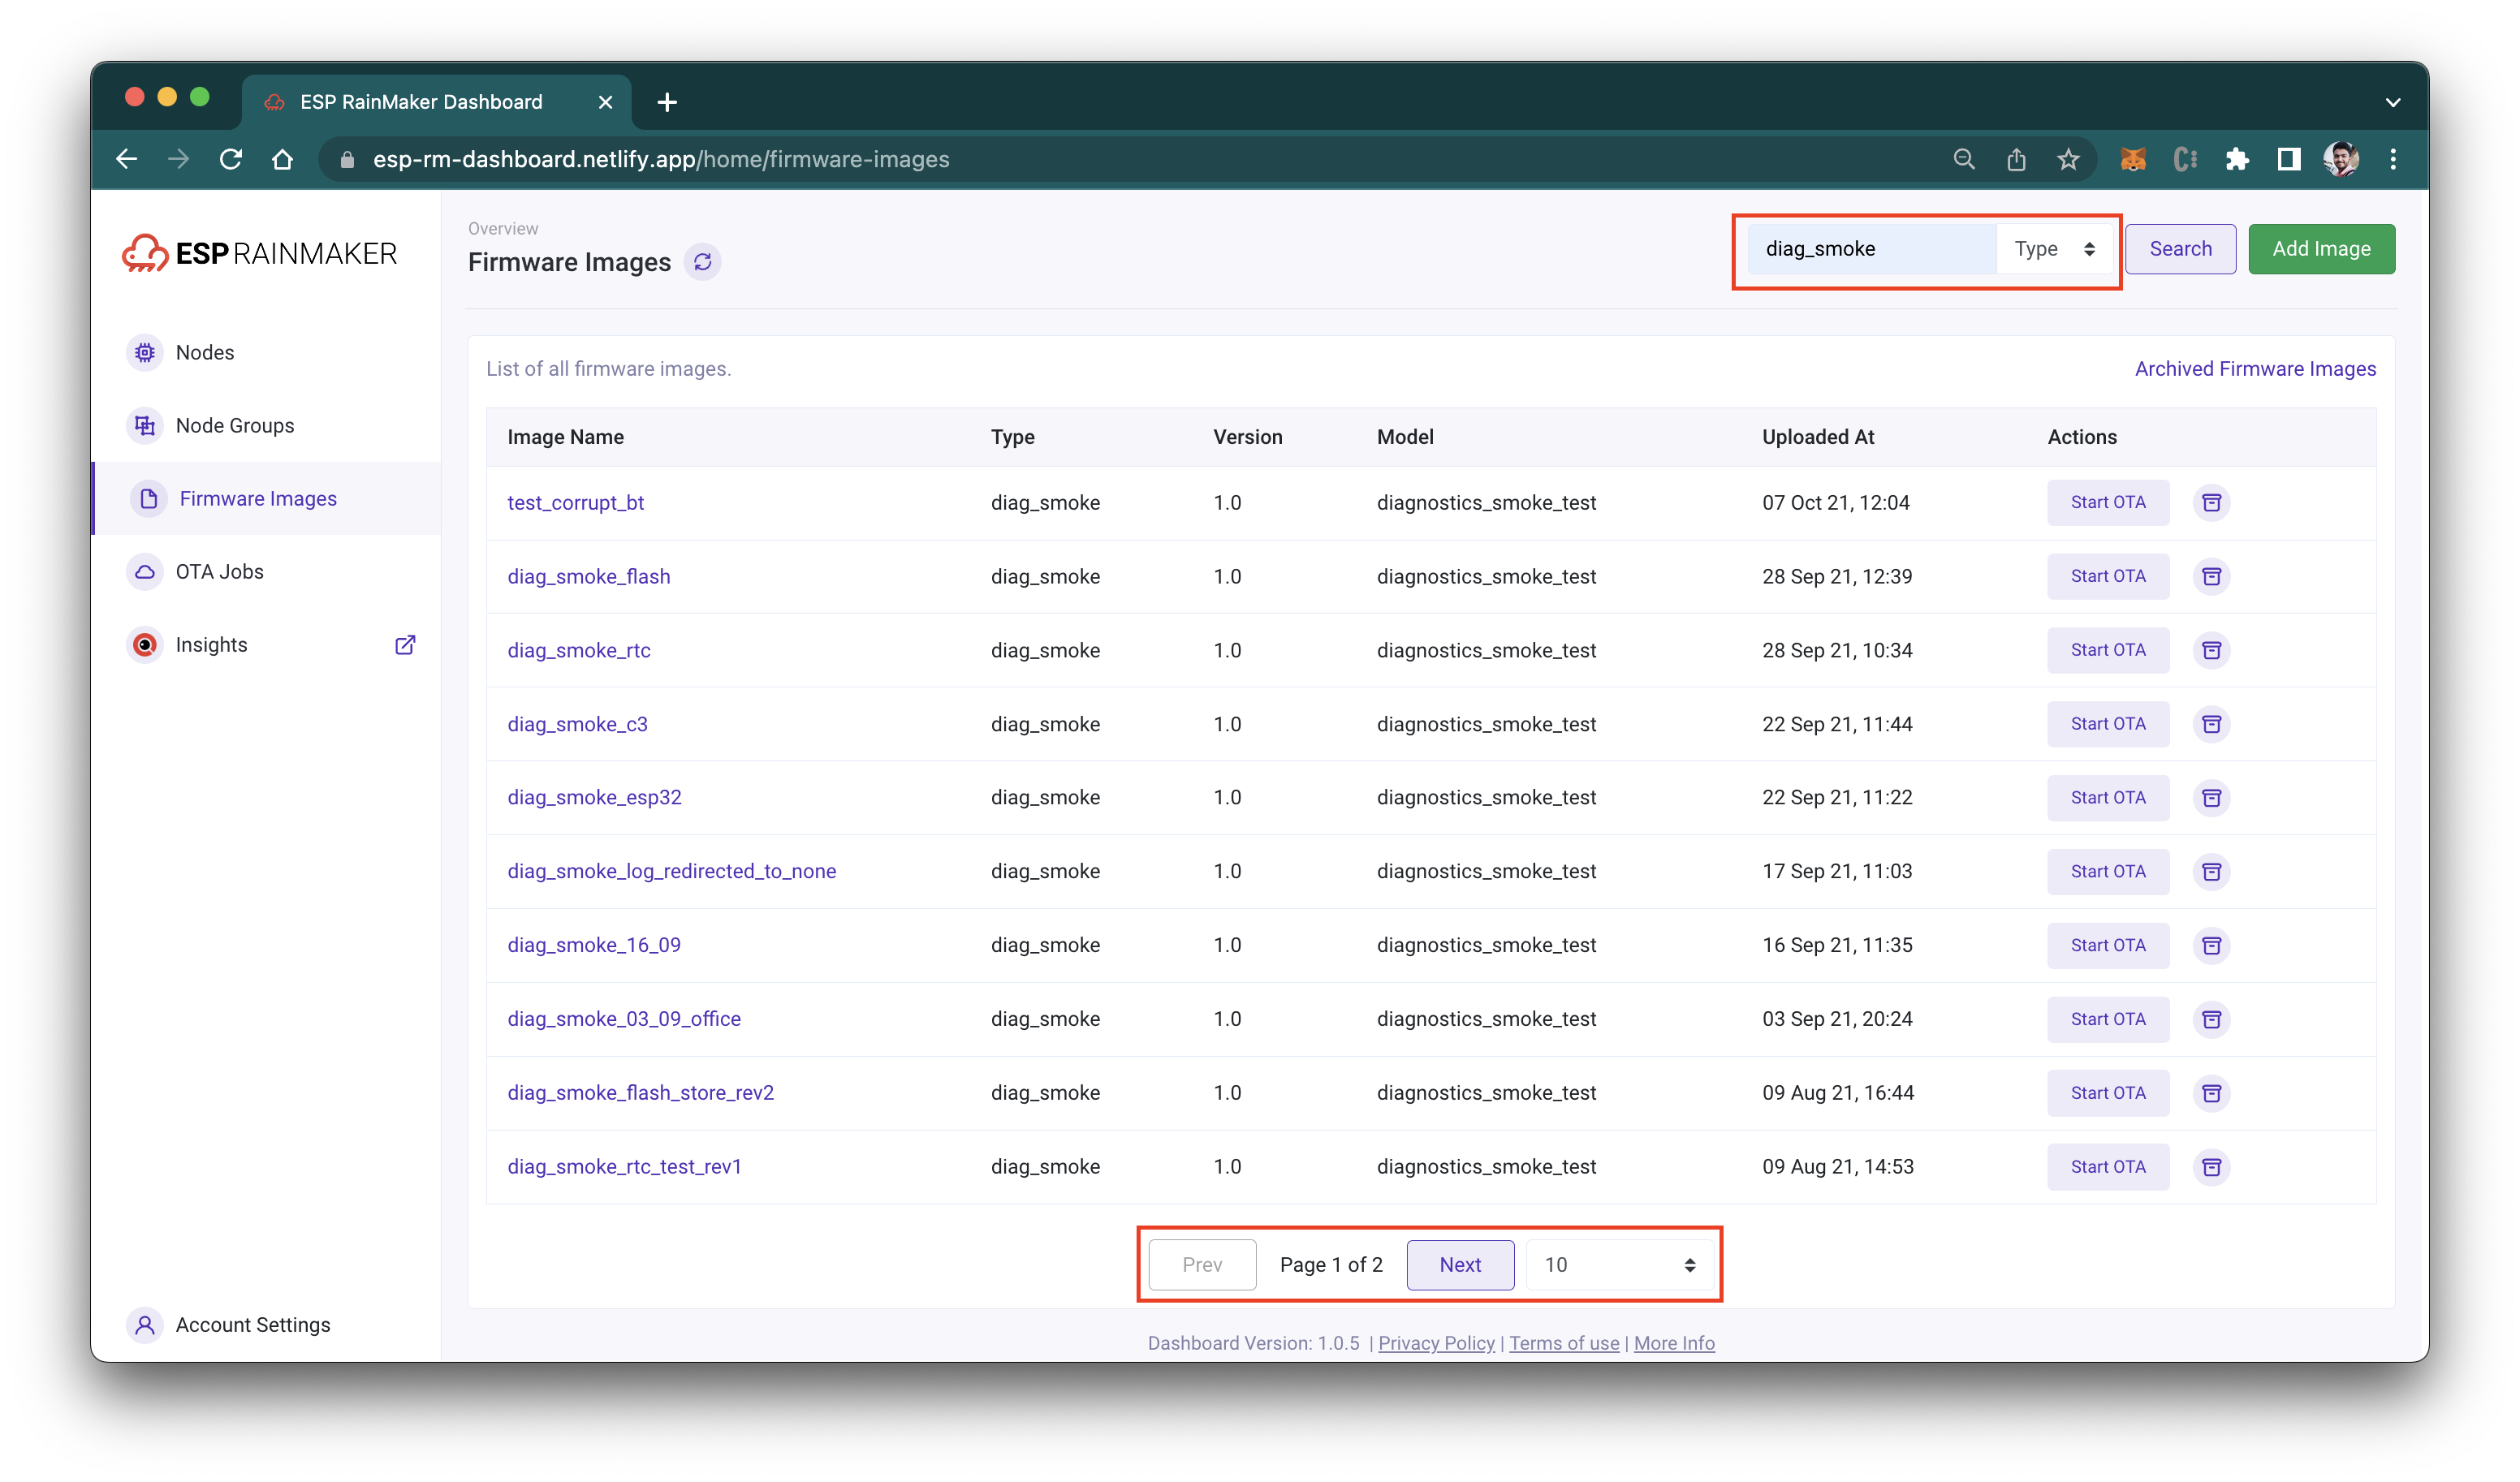 ESP RainMaker Dashboard
esp-rm-dashboard.netlify.app/home/firmware-images
ESP RAINMAKER
Nodes
Node Groups
Firmware Images
OTA Jobs
Insights
Account Settings
Overview
Firmware Images
diag_smoke Type Search Add Image
List of all firmware images. Archived Firmware Images
Image Name Type Version Model Uploaded At Actions
test_corrupt_bt diag_smoke 1.0 diagnostics_smoke_test 07 Oct 21, 12:04 Start OTA
diag_smoke_flash diag_smoke 1.0 diagnostics_smoke_test 28 Sep 21, 12:39 Start OTA
diag_smoke_rtc diag_smoke 1.0 diagnostics_smoke_test 28 Sep 21, 10:34 Start OTA
diag_smoke_c3 diag_smoke 1.0 diagnostics_smoke_test 22 Sep 21, 11:44 Start OTA
diag_smoke_esp32 diag_smoke 1.0 diagnostics_smoke_test 22 Sep 21, 11:22 Start OTA
diag_smoke_log_redirected_to_none diag_smoke 1.0 diagnostics_smoke_test 17 Sep 21, 11:03 Start OTA
diag_smoke_16_09 diag_smoke 1.0 diagnostics_smoke_test 16 Sep 21, 11:35 Start OTA
diag_smoke_03_09_office diag_smoke 1.0 diagnostics_smoke_test 03 Sep 21, 20:24 Start OTA
diag_smoke_flash_store_rev2 diag_smoke 1.0 diagnostics_smoke_test 09 Aug 21, 16:44 Start OTA
diag_smoke_rtc_test_rev1 diag_smoke 1.0 diagnostics_smoke_test 09 Aug 21, 14:53 Start OTA
Prev Page 1 of 2 Next 10
Dashboard Version: 1.0.5 | Privacy Policy | Terms of use | More Info